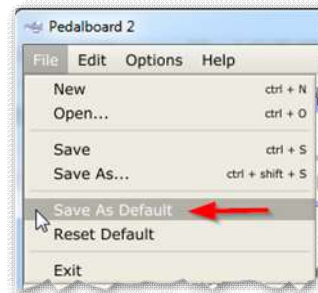 Pedalboard 2
File Edit Options Help
New ctrl + N
Open... ctrl + O
Save ctrl + S
Save As... ctrl + shift + S
Save As Default
Reset Default
Exit